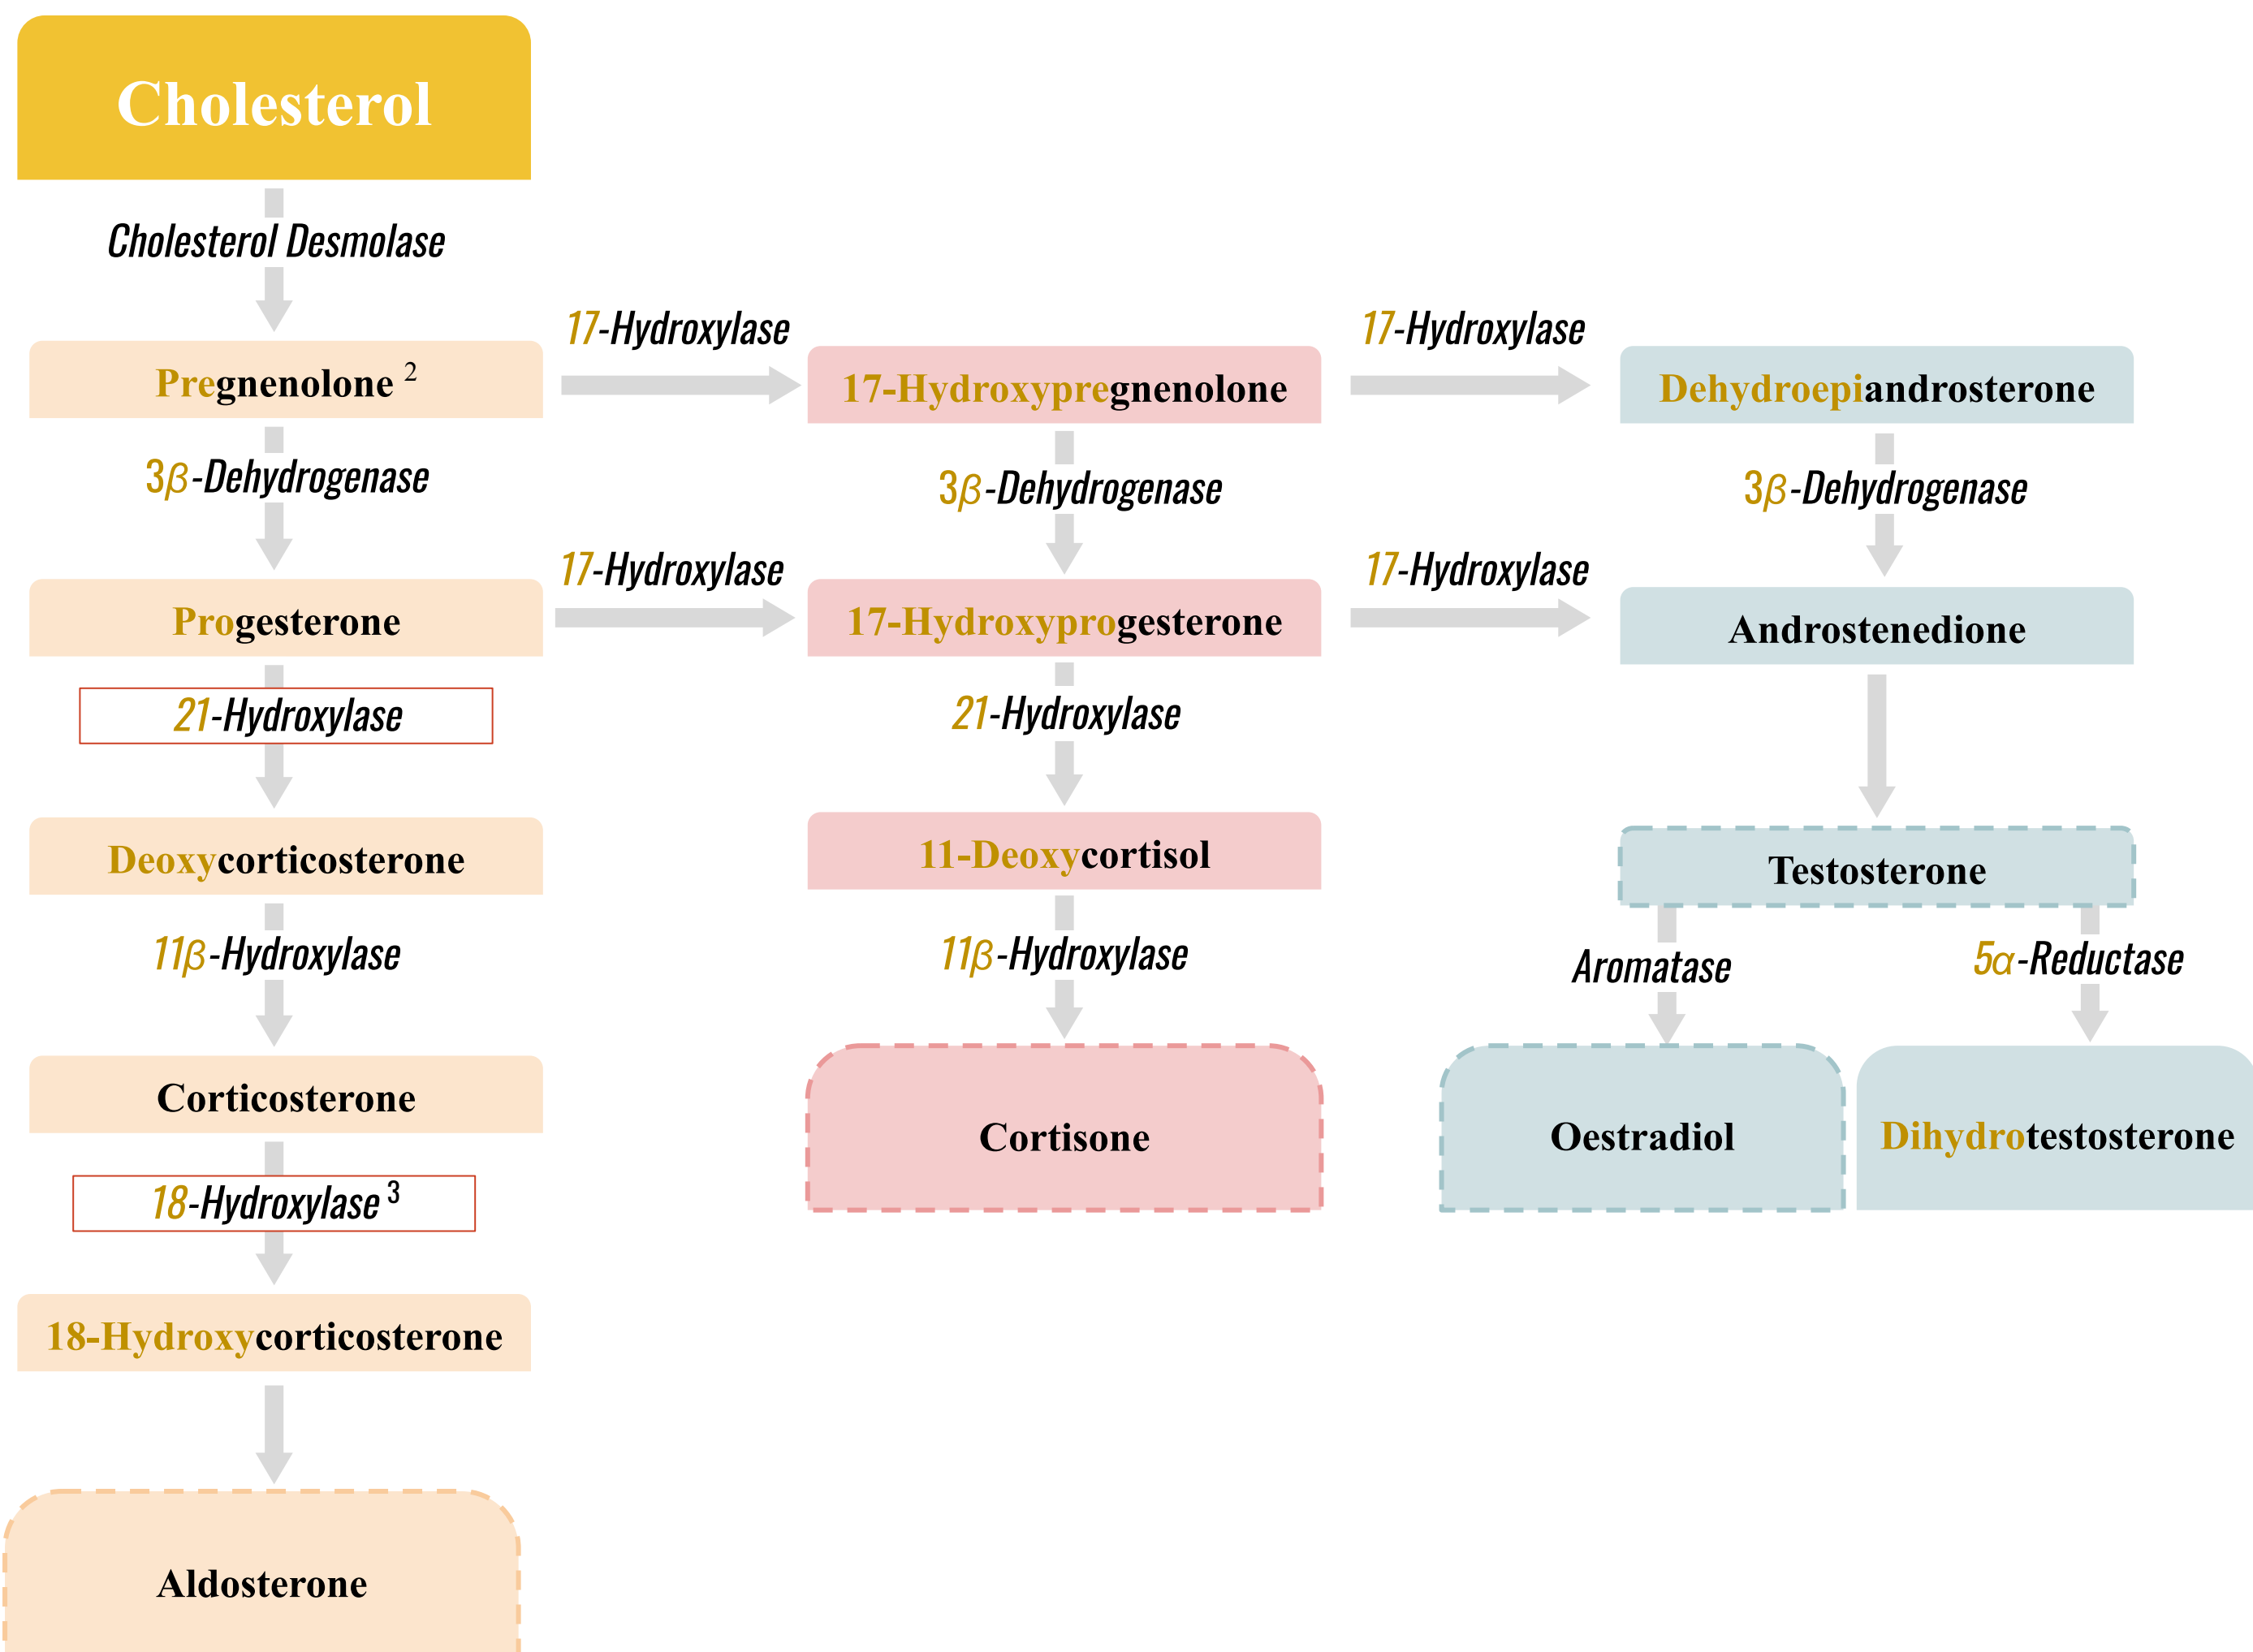 Cholesterol
Cholesterol Desmolase
17-Hydroxylase
17-Hydroxylase
Pregnenolone 2
17-Hydroxypregnenolone
Dehydroepiandrosterone
3β-Dehydrogenase
3β-Dehydrogenase
3β-Dehydrogenase
17-Hydroxylase
17-Hydroxylase
Progesterone
17-Hydroxyprogesterone
Androstenedione
21-Hydroxylase
21-Hydroxylase
Deoxycorticosterone
11-Deoxycortisol
Testosterone
11β-Hydroxylase
11β-Hydroxylase
Aromatase
5α-Reductase
Corticosterone
Cortisone
Oestradiol
Dihydrotestosterone
18-Hydroxylase 3
18-Hydroxycorticosterone
Aldosterone